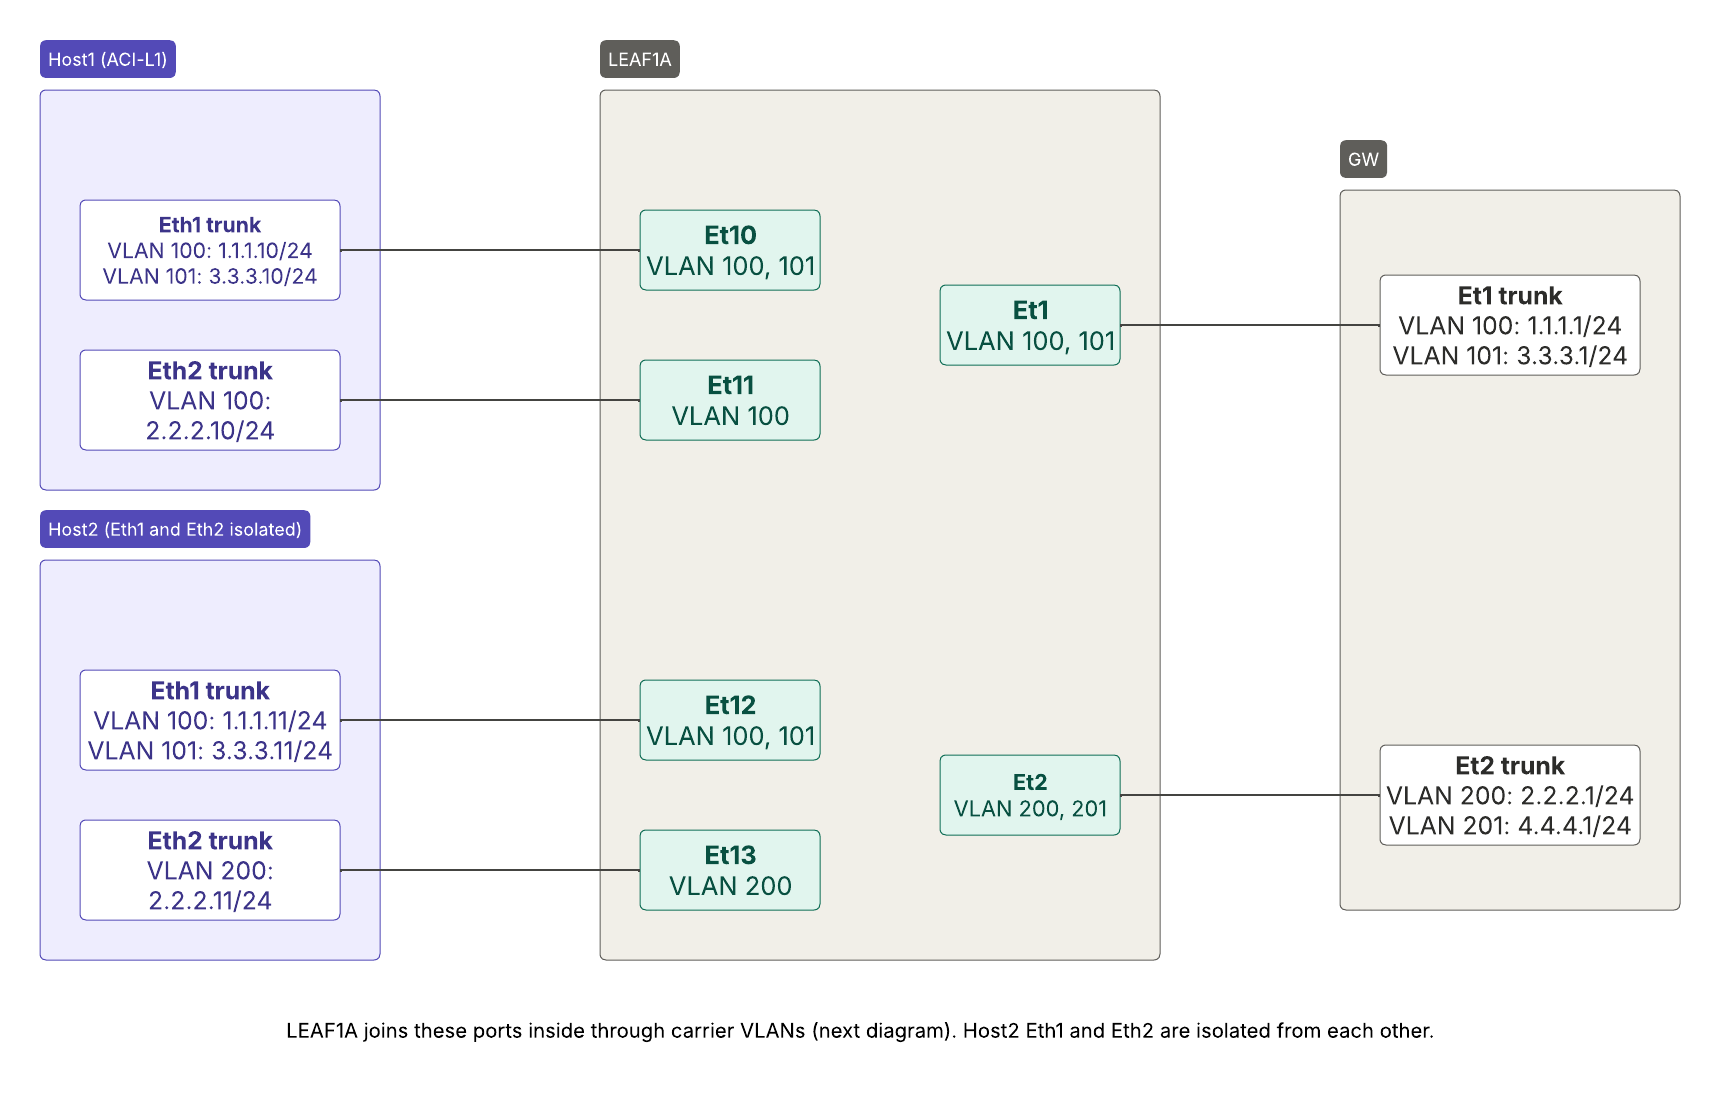 Host1 (ACI-L1)
Eth1 trunk
VLAN 100: 1.1.1.10/24
VLAN 101: 3.3.3.10/24
Eth2 trunk
VLAN 100:
2.2.2.10/24
Host2 (Eth1 and Eth2 isolated)
Eth1 trunk
VLAN 100: 1.1.1.11/24
VLAN 101: 3.3.3.11/24
Eth2 trunk
VLAN 200:
2.2.2.11/24
LEAF1A
Et10
VLAN 100, 101
Et11
VLAN 100
Et12
VLAN 100, 101
Et13
VLAN 200
Et1
VLAN 100, 101
Et2
VLAN 200, 201
GW
Et1 trunk
VLAN 100: 1.1.1.1/24
VLAN 101: 3.3.3.1/24
Et2 trunk
VLAN 200: 2.2.2.1/24
VLAN 201: 4.4.4.1/24
LEAF1A joins these ports inside through carrier VLANs (next diagram). Host2 Eth1 and Eth2 are isolated from each other.